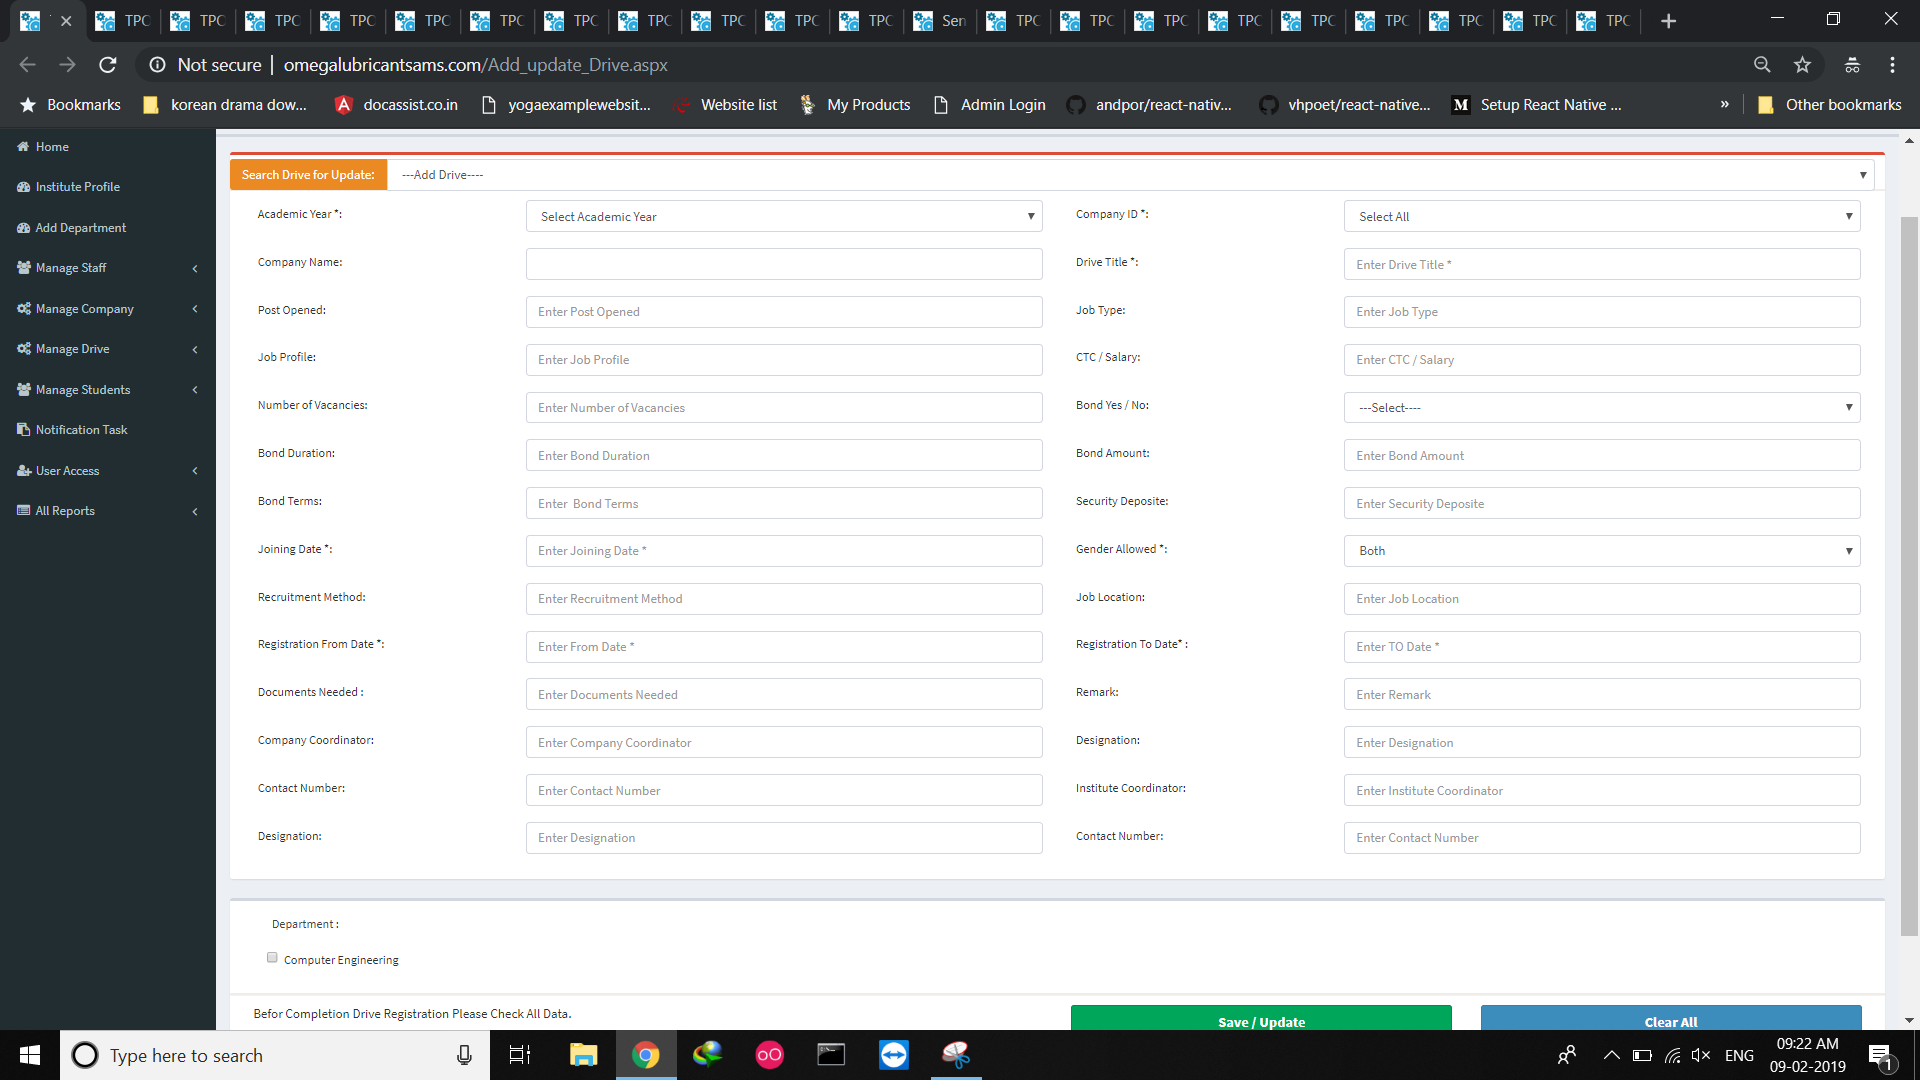 TPC TPC TPC TPC TPC TPC TPC TPC TPC TPC TPC Ser TPC TPC TPC TPC TPC TPC TPC TPC TPC
Not secure | omegalubricantsams.com/Add_update_Drive.aspx
Bookmarks korean drama dow... docassist.co.in yogaexamplewebsit... Website list My Products Admin Login andpor/react-nativ... vhpoet/react-native... M Setup React Native ... » Other bookmarks
Home
Institute Profile
Add Department
Manage Staff
Manage Company
Manage Drive
Manage Students
Notification Task
User Access
All Reports
Search Drive for Update: ---Add Drive----
Academic Year *: Select Academic Year Company ID *: Select All
Company Name: Drive Title *: Enter Drive Title *
Post Opened: Enter Post Opened Job Type: Enter Job Type
Job Profile: Enter Job Profile CTC / Salary: Enter CTC / Salary
Number of Vacancies: Enter Number of Vacancies Bond Yes / No: ---Select----
Bond Duration: Enter Bond Duration Bond Amount: Enter Bond Amount
Bond Terms: Enter Bond Terms Security Deposite: Enter Security Deposite
Joining Date *: Enter Joining Date * Gender Allowed *: Both
Recruitment Method: Enter Recruitment Method Job Location: Enter Job Location
Registration From Date *: Enter From Date * Registration To Date* : Enter TO Date *
Documents Needed : Enter Documents Needed Remark: Enter Remark
Company Coordinator: Enter Company Coordinator Designation: Enter Designation
Contact Number: Enter Contact Number Institute Coordinator: Enter Institute Coordinator
Designation: Enter Designation Contact Number: Enter Contact Number
Department :
Computer Engineering
Befor Completion Drive Registration Please Check All Data. Save / Update Clear All
Type here to search ENG 09:22 AM
09-02-2019 1